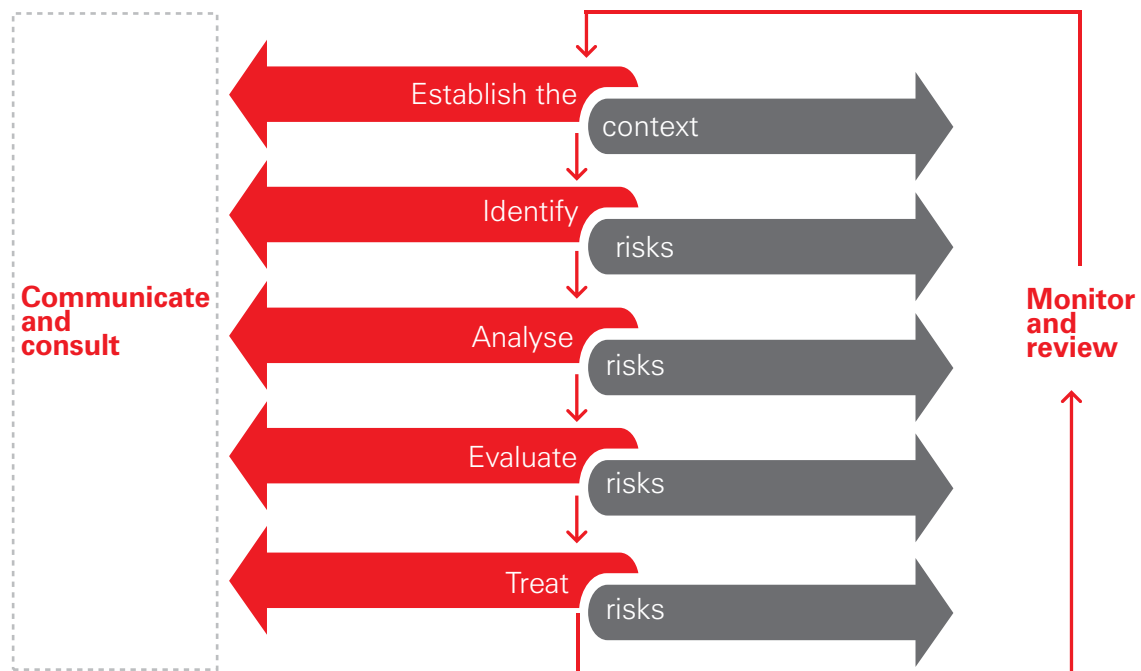 Establish the
context
Identify
risks
Communicate
and
consult
Monitor
and
review
Analyse
risks
Evaluate
risks
Treat
risks